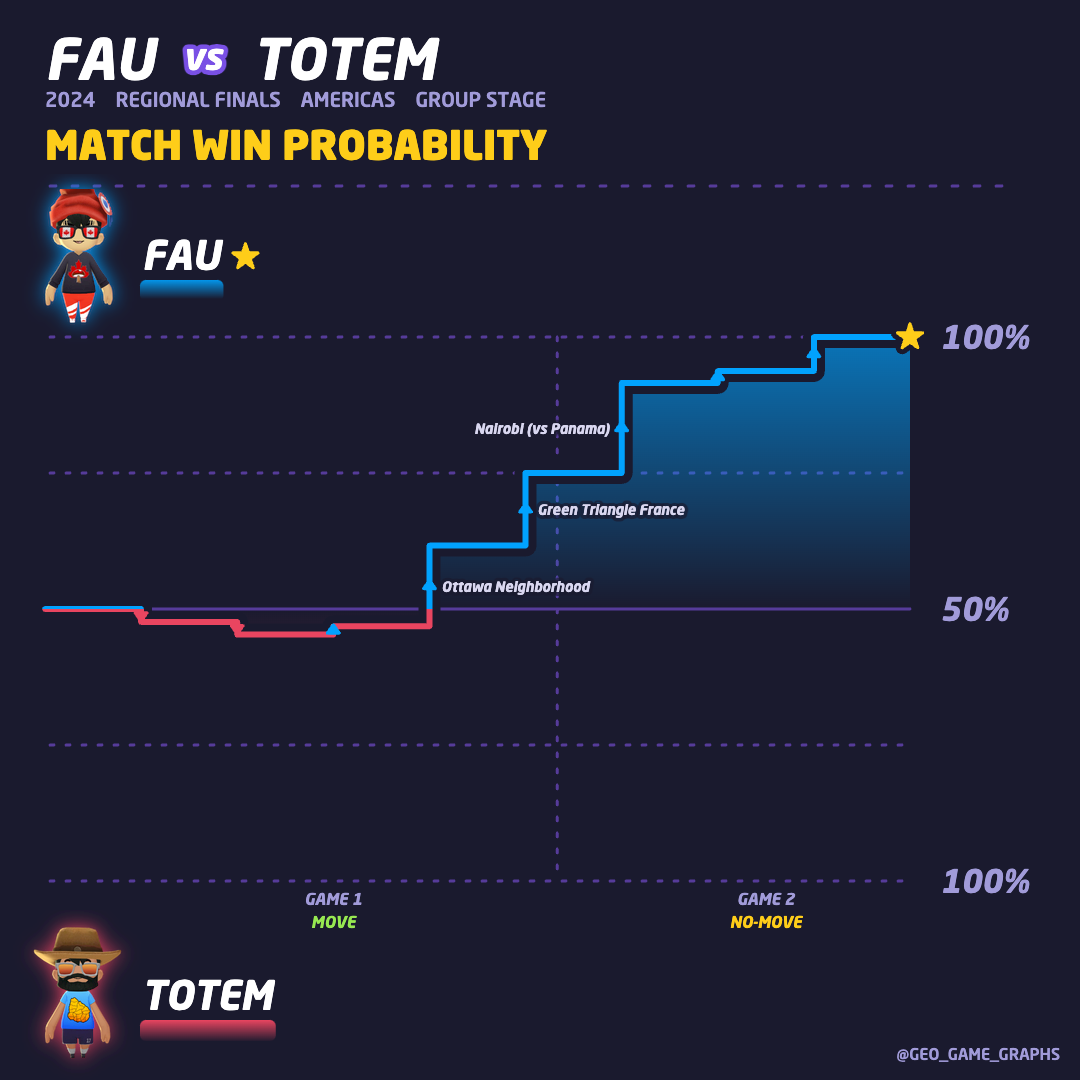 FAU VS TOTEM
2024 REGIONAL FINALS AMERICAS GROUP STAGE
MATCH WIN PROBABILITY
FAU
100%
Nairobi (vs Panama)
Green Triangle France
Ottawa Neighborhood
50%
100%
GAME 1
MOVE
GAME 2
NO-MOVE
TOTEM
@GEO_GAME_GRAPHS